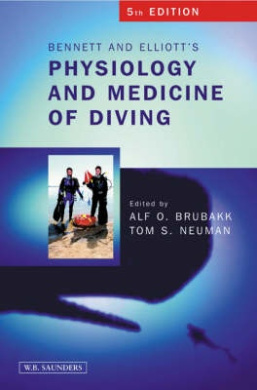 5th EDITION
BENNETT AND ELLIOTT'S
PHYSIOLOGY
AND MEDICINE
OF DIVING
Edited by
ALF O. BRUBAKK
TOM S. NEUMAN
W.B. SAUNDERS